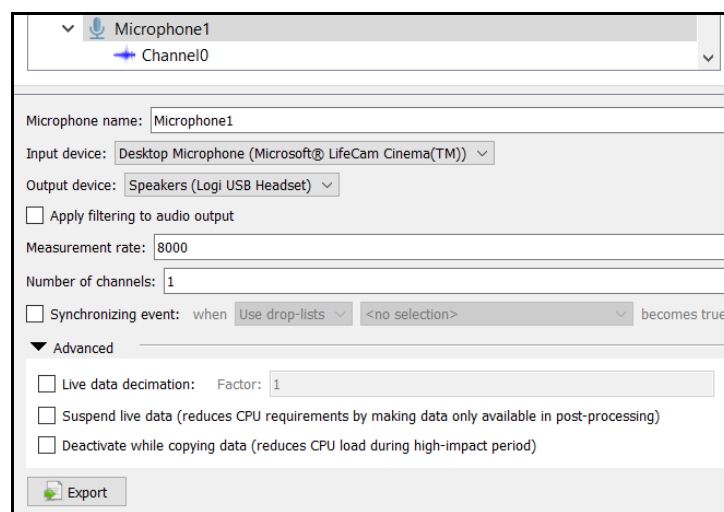 Microphone1
Channel0
Microphone name: Microphone1
Input device: Desktop Microphone (Microsoft® LifeCam Cinema(TM))
Output device: Speakers (Logi USB Headset)
Apply filtering to audio output
Measurement rate: 8000
Number of channels: 1
Synchronizing event: when Use drop-lists <no selection> becomes true
Advanced
Live data decimation: Factor: 1
Suspend live data (reduces CPU requirements by making data only available in post-processing)
Deactivate while copying data (reduces CPU load during high-impact period)
Export